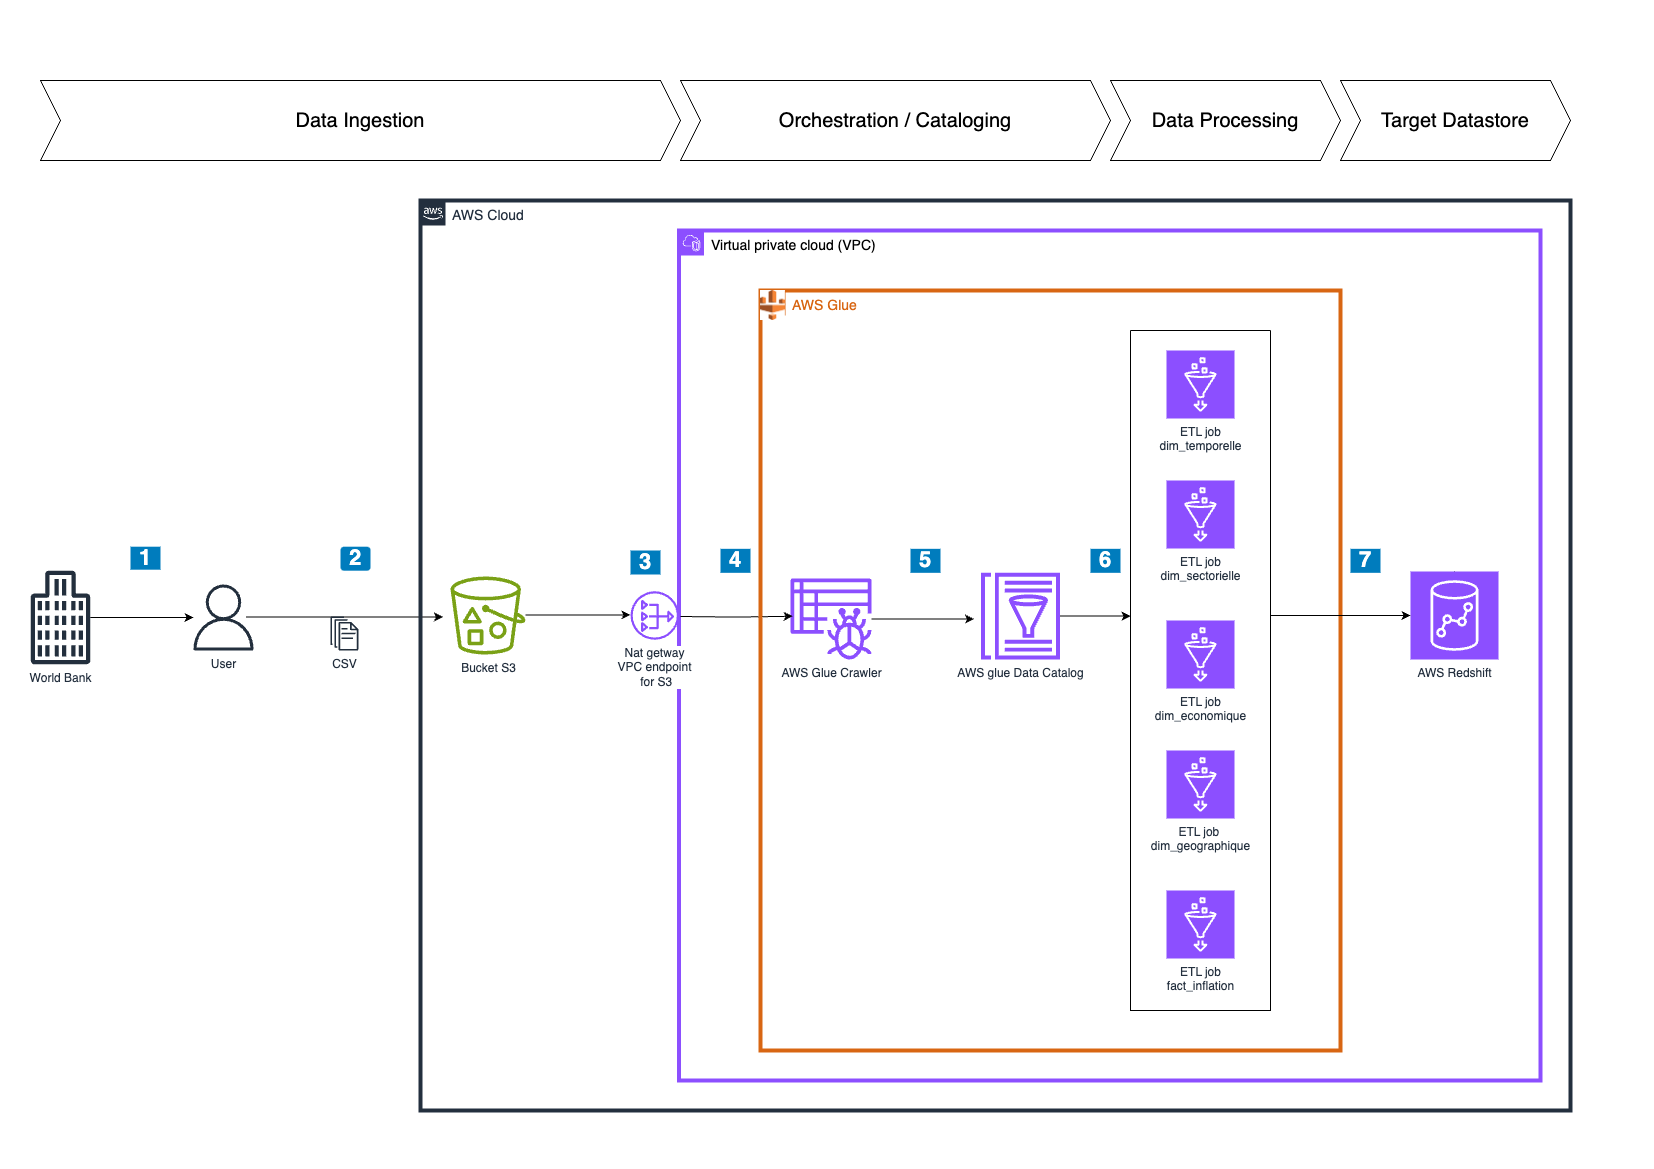 Data Ingestion
Orchestration / Cataloging
Data Processing
Target Datastore
aws
AWS Cloud
Virtual private cloud (VPC)
AWS Glue
ETL job
dim_temporelle
ETL job
dim_sectorielle
1
2
3
4
5
6
7
World Bank
User
CSV
Bucket S3
Nat getway
VPC endpoint
for S3
AWS Glue Crawler
AWS glue Data Catalog
AWS Redshift
ETL job
dim_economique
ETL job
dim_geographique
ETL job
fact_inflation